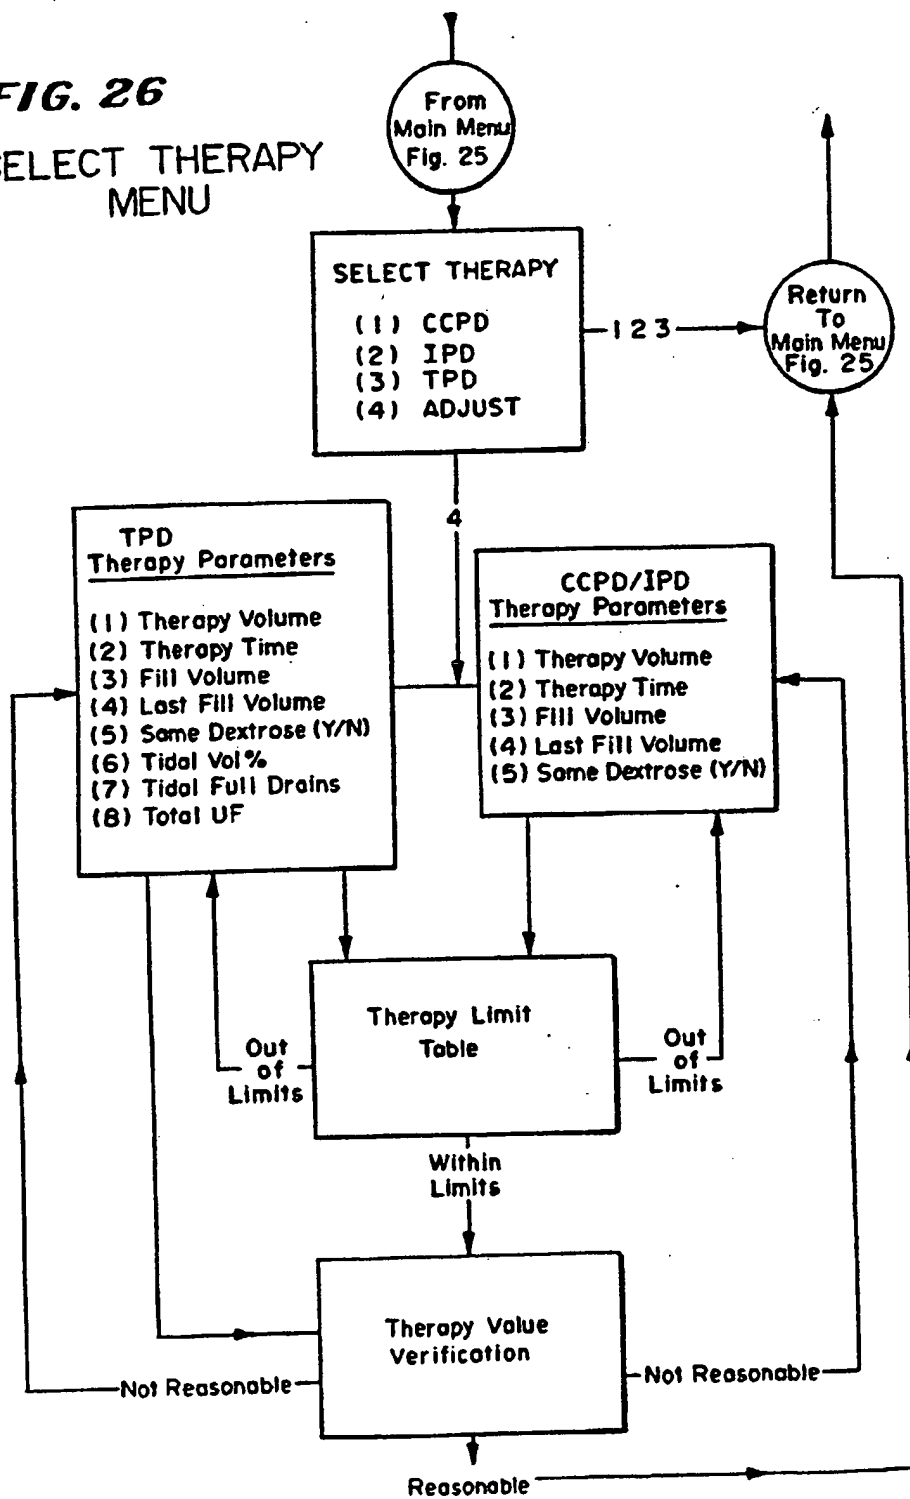 FIG. 26
SELECT THERAPY
MENU
From
Main Menu
Fig. 25
SELECT THERAPY
(1) CCPD
(2) IPD
(3) TPD
(4) ADJUST
1 2 3
Return
To
Main Menu
Fig. 25
4
TPD
Therapy Parameters
(1) Therapy Volume
(2) Therapy Time
(3) Fill Volume
(4) Last Fill Volume
(5) Same Dextrose (Y/N)
(6) Tidal Vol%
(7) Tidal Full Drains
(8) Total UF
CCPD/IPD
Therapy Parameters
(1) Therapy Volume
(2) Therapy Time
(3) Fill Volume
(4) Last Fill Volume
(5) Same Dextrose (Y/N)
Therapy Limit
Table
Out
of
Limits
Out
of
Limits
Within
Limits
Therapy Value
Verification
Not Reasonable
Not Reasonable
Reasonable